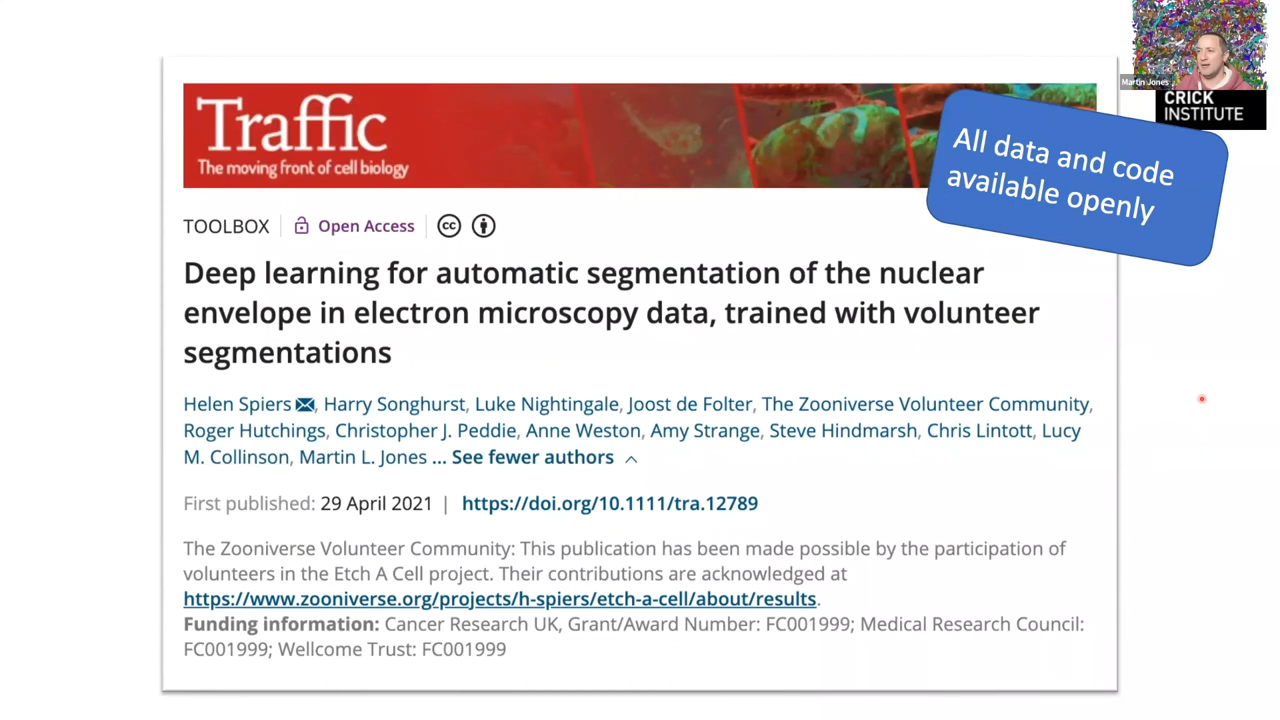 Martin Jones
CRICK
INSTITUTE
Traffic
The moving front of cell biology
All data and code
available openly
TOOLBOX Open Access cc
Deep learning for automatic segmentation of the nuclear
envelope in electron microscopy data, trained with volunteer
segmentations
Helen Spiers, Harry Songhurst, Luke Nightingale, Joost de Folter, The Zooniverse Volunteer Community,
Roger Hutchings, Christopher J. Peddie, Anne Weston, Amy Strange, Steve Hindmarsh, Chris Lintott, Lucy
M. Collinson, Martin L. Jones ... See fewer authors
First published: 29 April 2021 | https://doi.org/10.1111/tra.12789
The Zooniverse Volunteer Community: This publication has been made possible by the participation of
volunteers in the Etch A Cell project. Their contributions are acknowledged at
https://www.zooniverse.org/projects/h-spiers/etch-a-cell/about/results.
Funding information: Cancer Research UK, Grant/Award Number: FC001999; Medical Research Council:
FC001999; Wellcome Trust: FC001999